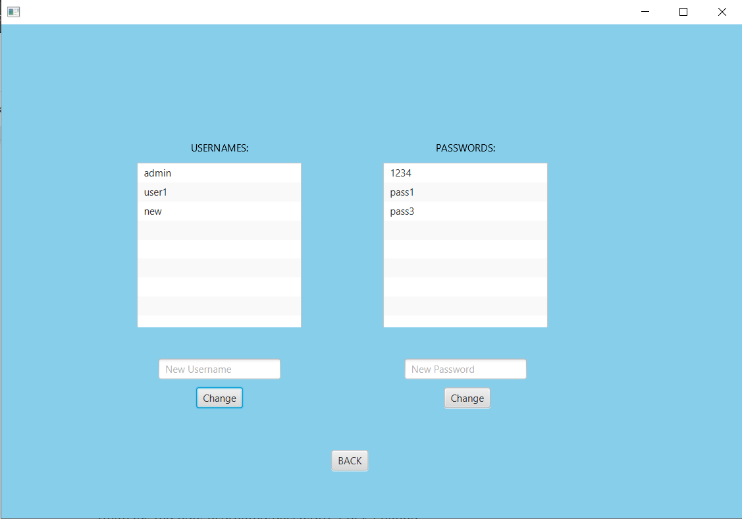 USERNAMES:
PASSWORDS:
admin
user1
new
1234
pass1
pass3
New Username
New Password
Change
Change
BACK